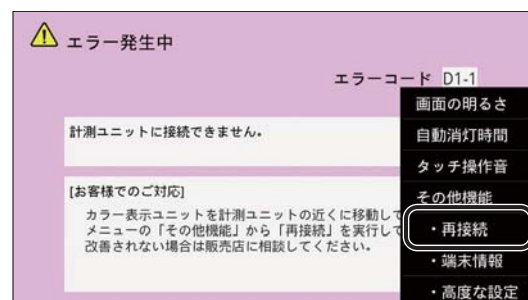 エラー発生中
エラーコード D1-1
計測ユニットに接続できません。
[お客様でのご対応]
カラー表示ユニットを計測ユニットの近くに移動して
メニューの「その他機能」から「再接続」を実行して
改善されない場合は販売店に相談してください。
画面の明るさ
自動消灯時間
タッチ操作音
その他機能
・再接続
・端末情報
・高度な設定